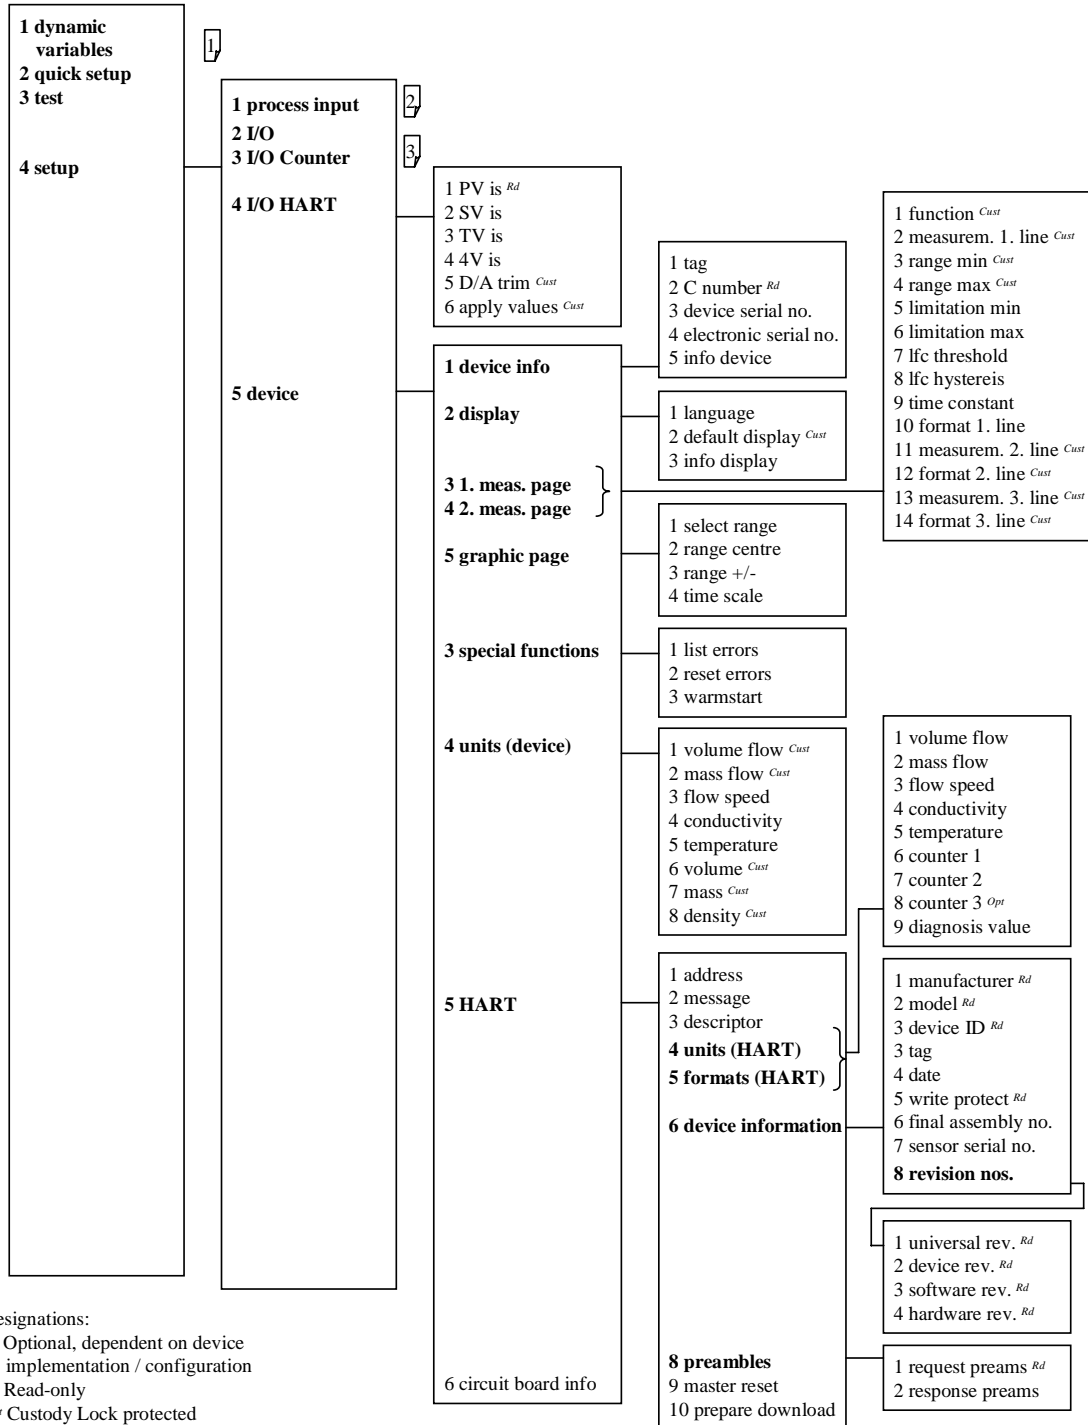 1 dynamic
variables
2 quick setup
3 test
4 setup
1
1 process input
2 I/O
3 I/O Counter
4 I/O HART
5 device
2
3
1 PV is Rd
2 SV is
3 TV is
4 4V is
5 D/A trim Cust
6 apply values Cust
1 device info
2 display
3 1. meas. page
4 2. meas. page
5 graphic page
3 special functions
4 units (device)
5 HART
6 circuit board info
1 tag
2 C number Rd
3 device serial no.
4 electronic serial no.
5 info device
1 language
2 default display Cust
3 info display
1 function Cust
2 measurem. 1. line Cust
3 range min Cust
4 range max Cust
5 limitation min
6 limitation max
7 lfc threshold
8 lfc hystereis
9 time constant
10 format 1. line
11 measurem. 2. line Cust
12 format 2. line Cust
13 measurem. 3. line Cust
14 format 3. line Cust
1 select range
2 range centre
3 range +/-
4 time scale
1 list errors
2 reset errors
3 warmstart
1 volume flow Cust
2 mass flow Cust
3 flow speed
4 conductivity
5 temperature
6 volume Cust
7 mass Cust
8 density Cust
1 address
2 message
3 descriptor
4 units (HART)
5 formats (HART)
6 device information
8 preambles
9 master reset
10 prepare download
1 volume flow
2 mass flow
3 flow speed
4 conductivity
5 temperature
6 counter 1
7 counter 2
8 counter 3 Opt
9 diagnosis value
1 manufacturer Rd
2 model Rd
3 device ID Rd
3 tag
4 date
5 write protect Rd
6 final assembly no.
7 sensor serial no.
8 revision nos.
1 universal rev. Rd
2 device rev. Rd
3 software rev. Rd
4 hardware rev. Rd
1 request preams Rd
2 response preams
esignations:
Optional, dependent on device
implementation / configuration
Read-only
Custody Lock protected